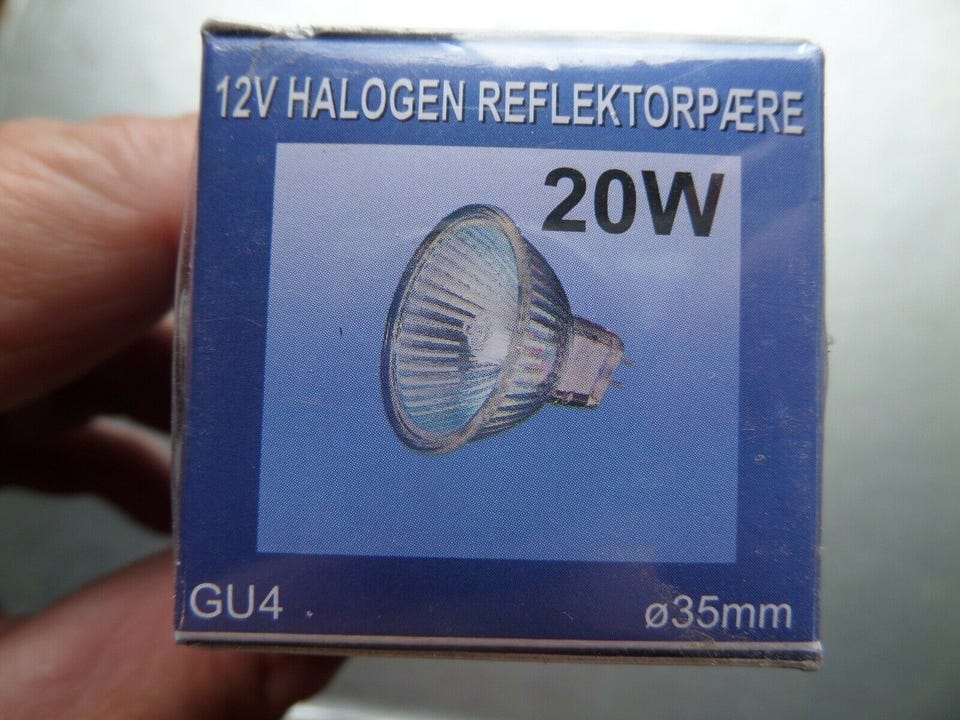 12V HALOGEN REFLEKTORPÆRE
20W
GU4
ø35mm